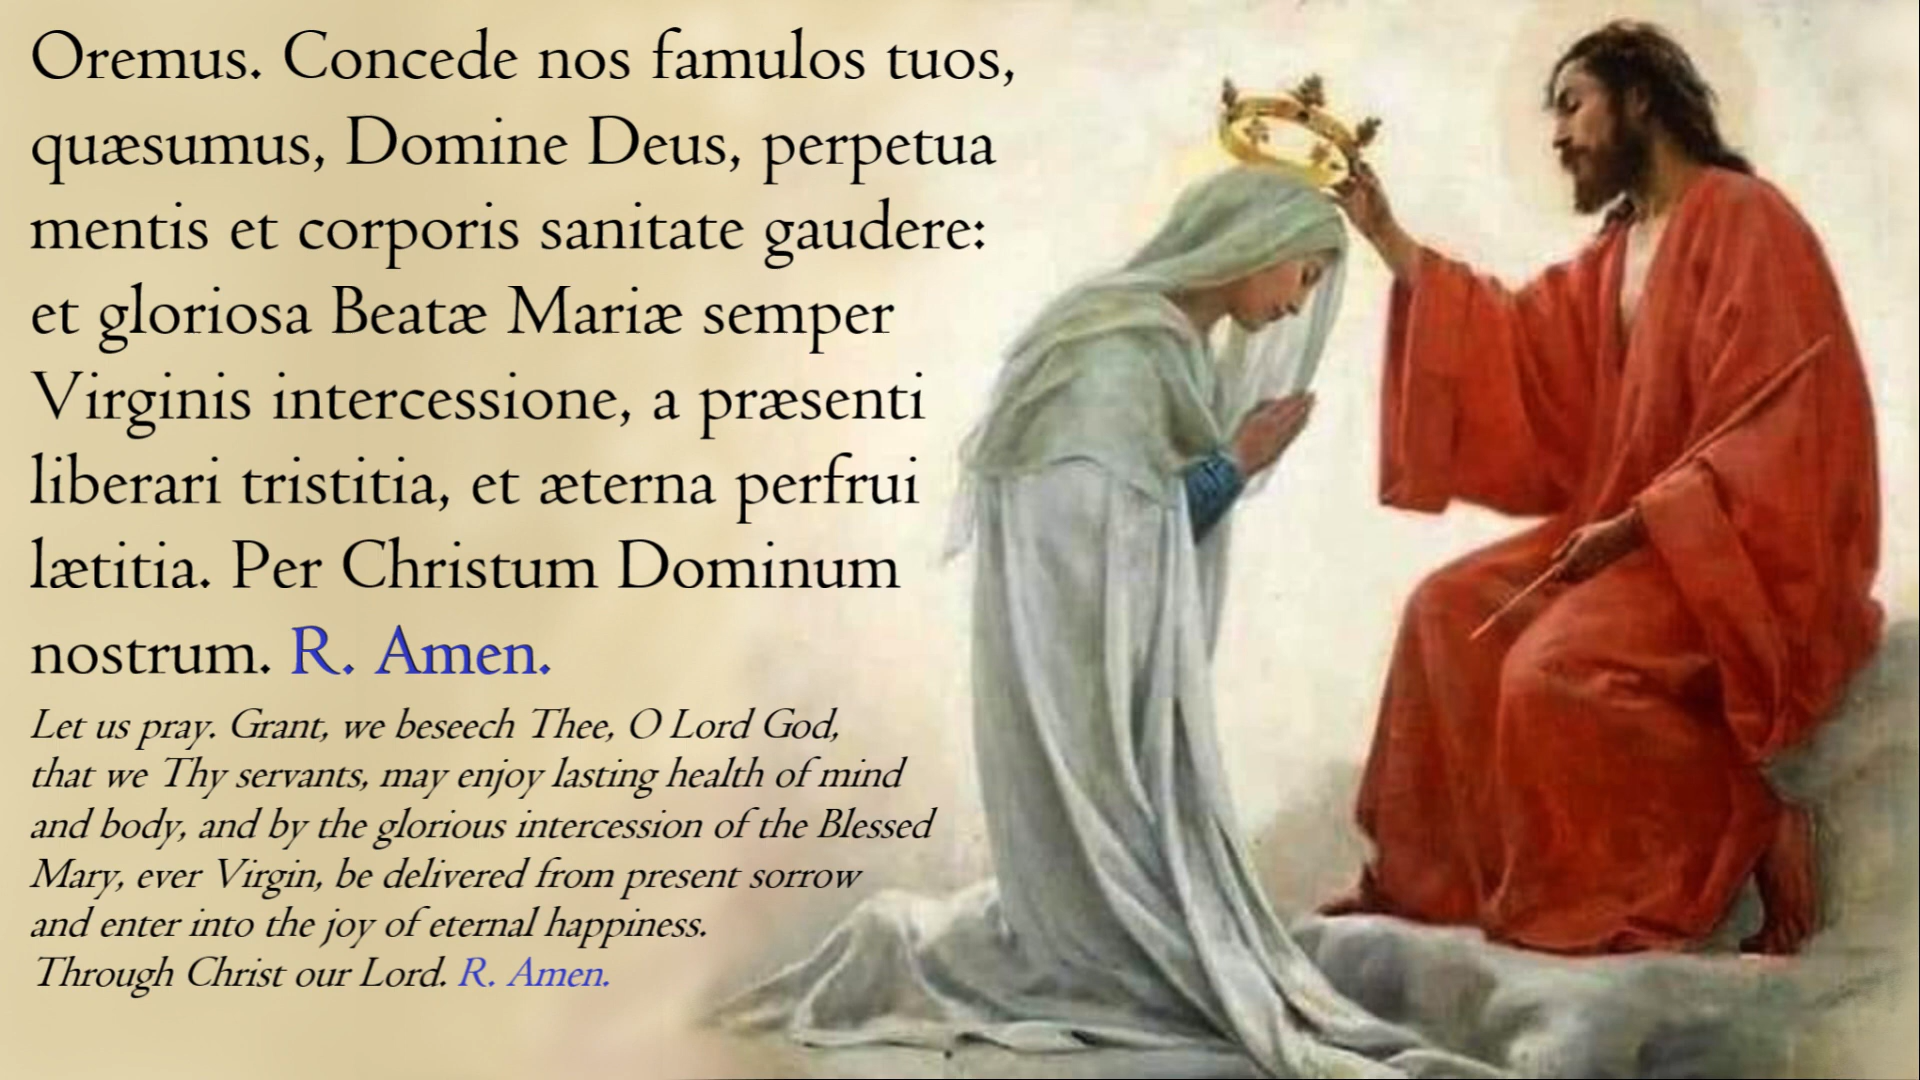 Oremus. Concede nos famulos tuos,
quæsumus, Domine Deus, perpetua
mentis et corporis sanitate gaudere:
et gloriosa Beatæ Mariæ semper
Virginis intercessione, a præsenti
liberari tristitia, et æterna perfrui
lætitia. Per Christum Dominum
nostrum. R. Amen.
Let us pray. Grant, we beseech Thee, O Lord God,
that we Thy servants, may enjoy lasting health of mind
and body, and by the glorious intercession of the Blessed
Mary, ever Virgin, be delivered from present sorrow
and enter into the joy of eternal happiness.
Through Christ our Lord. R. Amen.